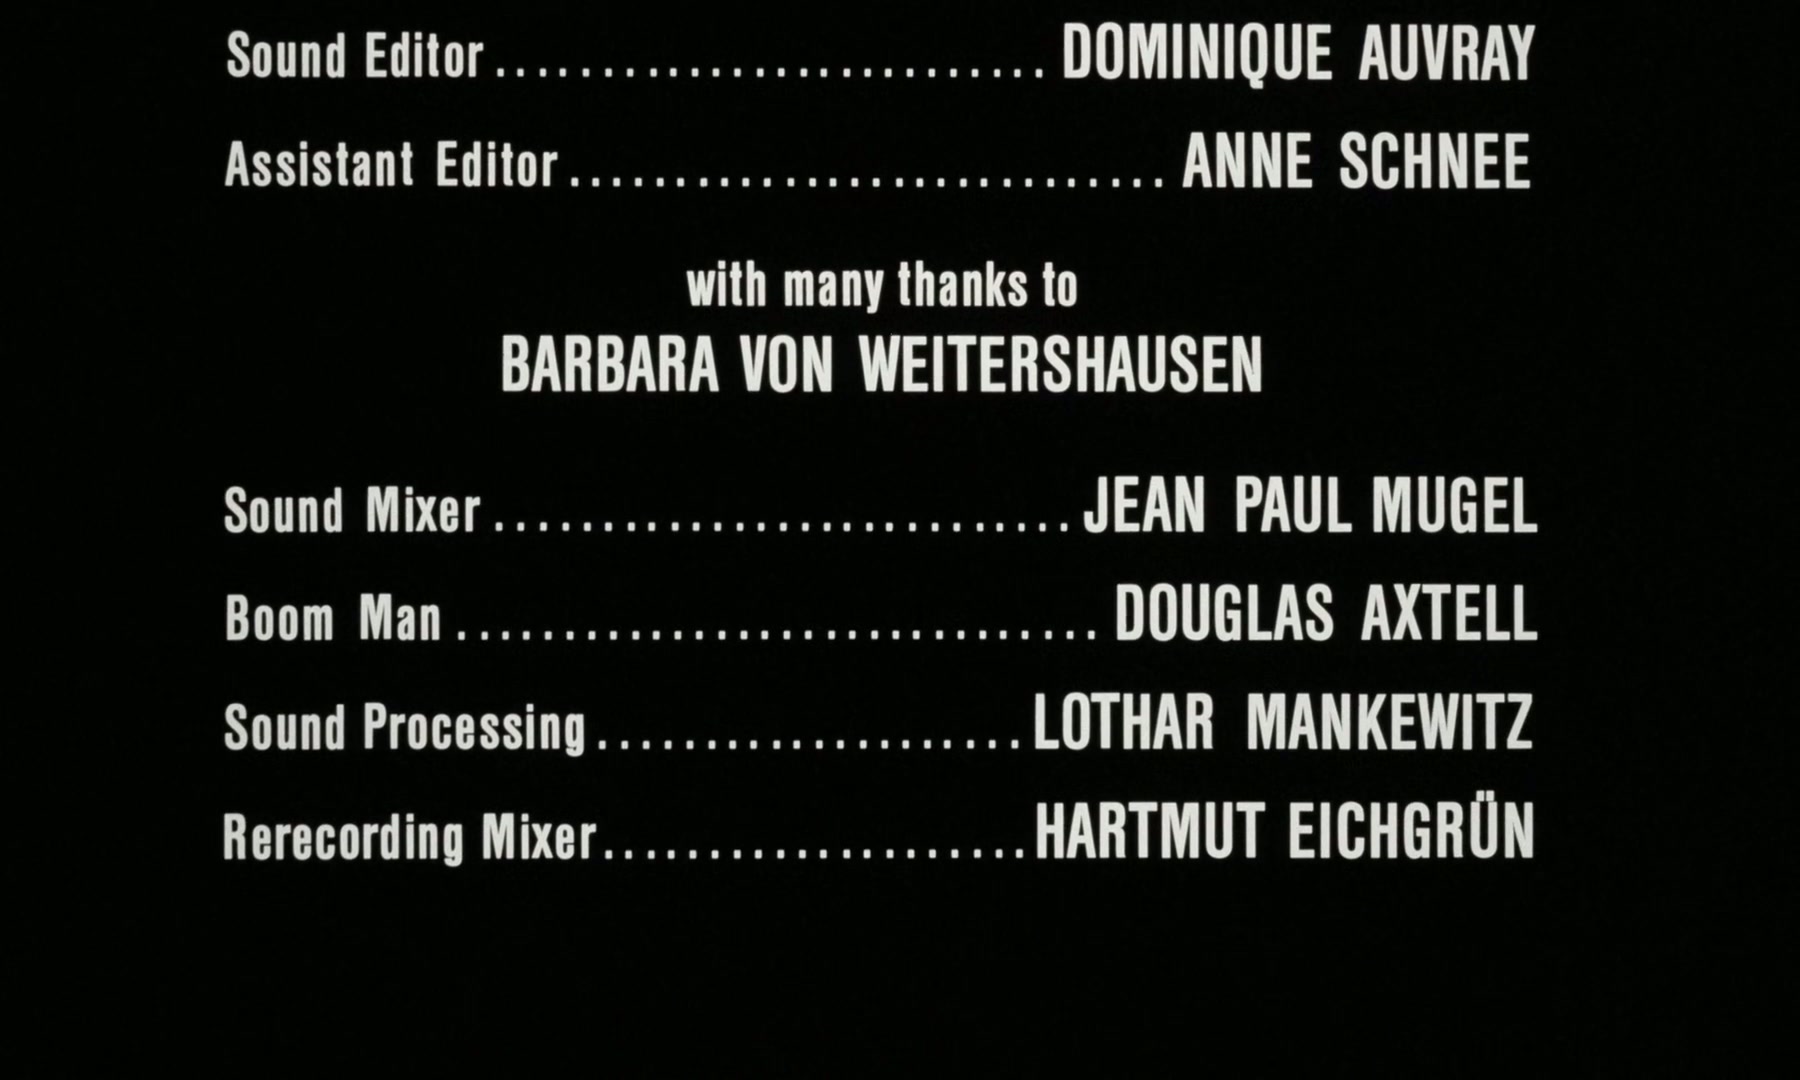 Sound Editor........................... DOMINIQUE AUVRAY
Assistant Editor............................ ANNE SCHNEE
with many thanks to
BARBARA VON WEITERSHAUSEN
Sound Mixer...........................JEAN PAUL MUGEL
Boom Man.............................. DOUGLAS AXTELL
Sound Processing....................LOTHAR MANKEWITZ
Rerecording Mixer....................HARTMUT EICHGRÜN